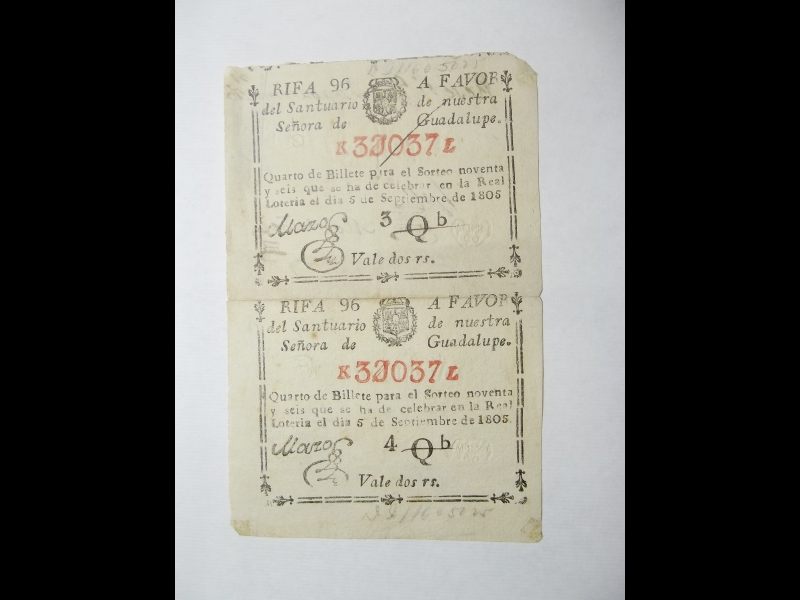 RIFA 96 A FAVOR
del Santuario de nuestra
Señora de Guadalupe.
K 33037 L
Quarto de Billete para el Sorteo noventa
y seis que se ha de celebrar en la Real
Loteria el dia 5 de Septiembre de 1805
Mazo
3 Qb
Vale dos rs.
RIFA 96 A FAVOR
del Santuario de nuestra
Señora de Guadalupe.
K 33037 L
Quarto de Billete para el Sorteo noventa
y seis que se ha de celebrar en la Real
Loteria el dia 5 de Septiembre de 1805
Mazo
4 Qb
Vale dos rs.